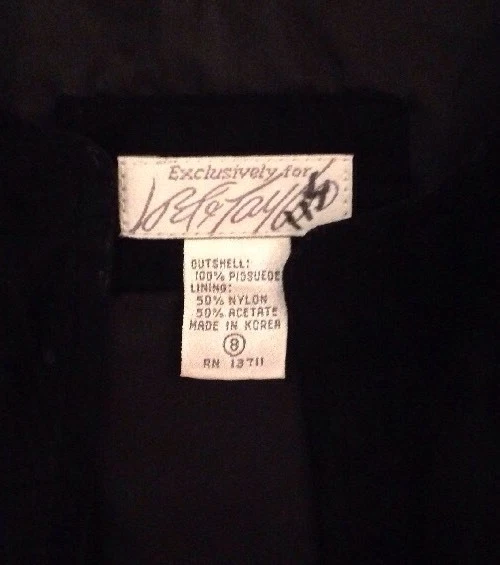 Exclusively for
Lord & Taylor
OUTSHELL:
100% PIGSUEDE
LINING:
50% NYLON
50% ACETATE
MADE IN KOREA
8
RN 13711